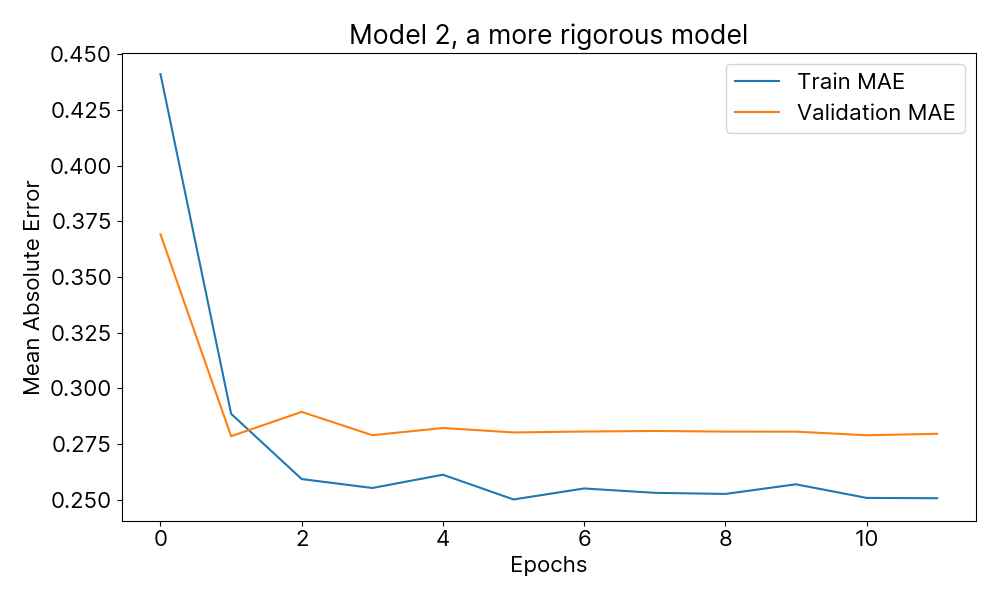 Model 2, a more rigorous model
Train MAE
Validation MAE
Mean Absolute Error
0.450
0.425
0.400
0.375
0.350
0.325
0.300
0.275
0.250
0 2 4 6 8 10
Epochs